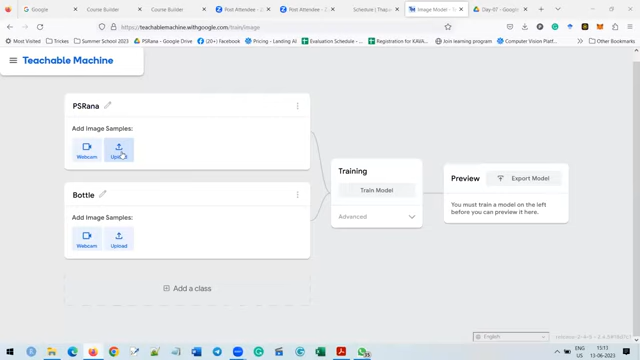 Google
Course Builder
Course Builder
Post Attendee
Post Attendee
Schedule | Thap
Image Model
Day-07
https://teachablemachine.withgoogle.com/train/image
Most Visited
Trickes
Summer School 2023
PSRana - Google Drive
(20+) Facebook
Pricing - Landing AI
Evaluation Schedule -...
Registration for KAVA...
Join learning program
Computer Vision Platf...
Other Bookmarks
Teachable Machine
PSRana
Add Image Samples:
Webcam
Upload
Bottle
Add Image Samples:
Webcam
Upload
Add a class
Training
Train Model
Advanced
Preview
Export Model
You must train a model on the left
before you can preview it here.
English
ENG
US
15:11
13-06-2023